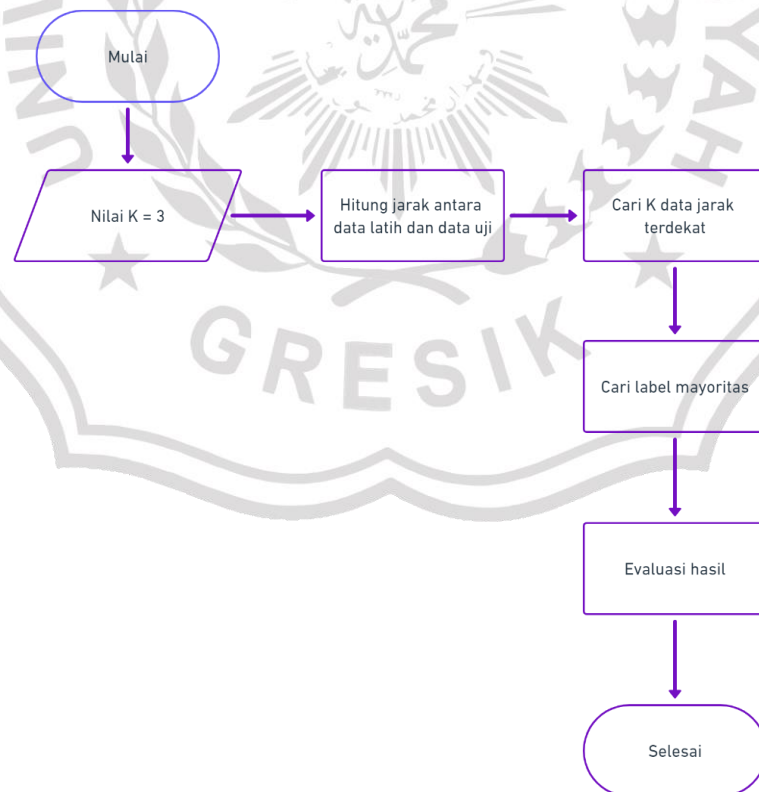 Mulai
Nilai K = 3
Hitung jarak antara
data latih dan data uji
Cari K data jarak
terdekat
Cari label mayoritas
Evaluasi hasil
Selesai
GRESIK